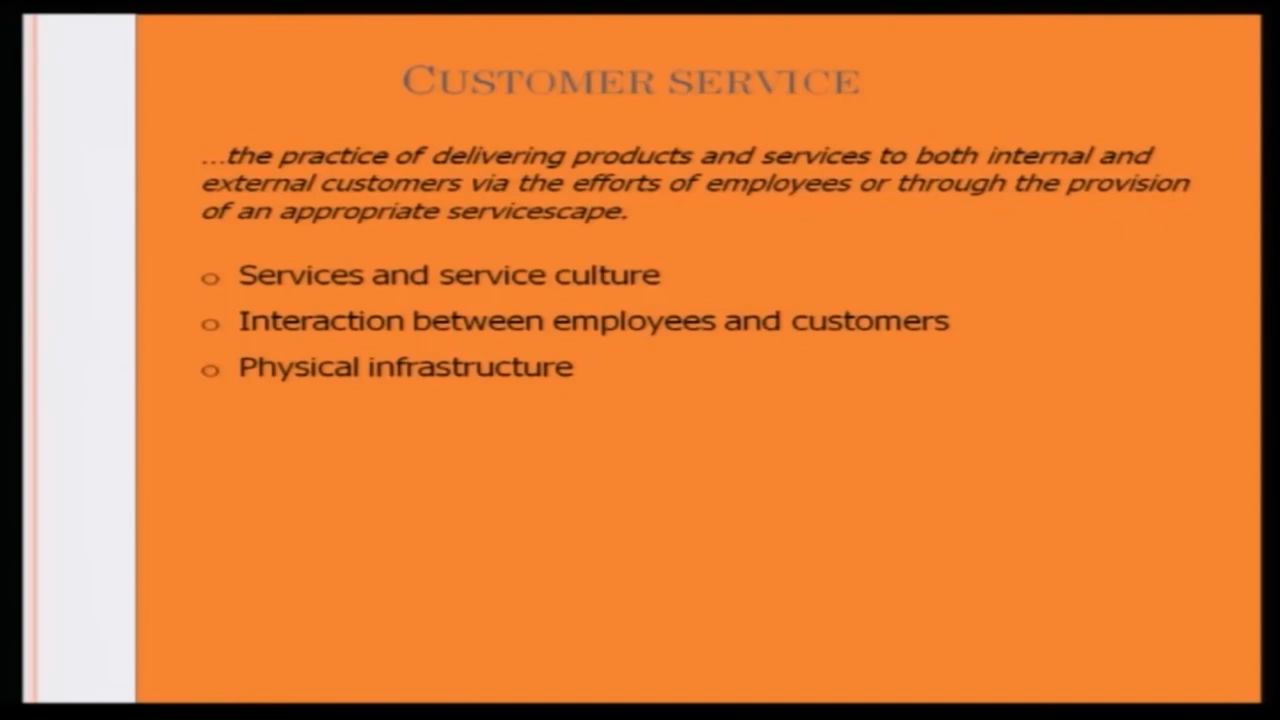 CUSTOMER SERVICE
...the practice of delivering products and services to both internal and
external customers via the efforts of employees or through the provision
of an appropriate servicescape.
o Services and service culture
o Interaction between employees and customers
o Physical infrastructure